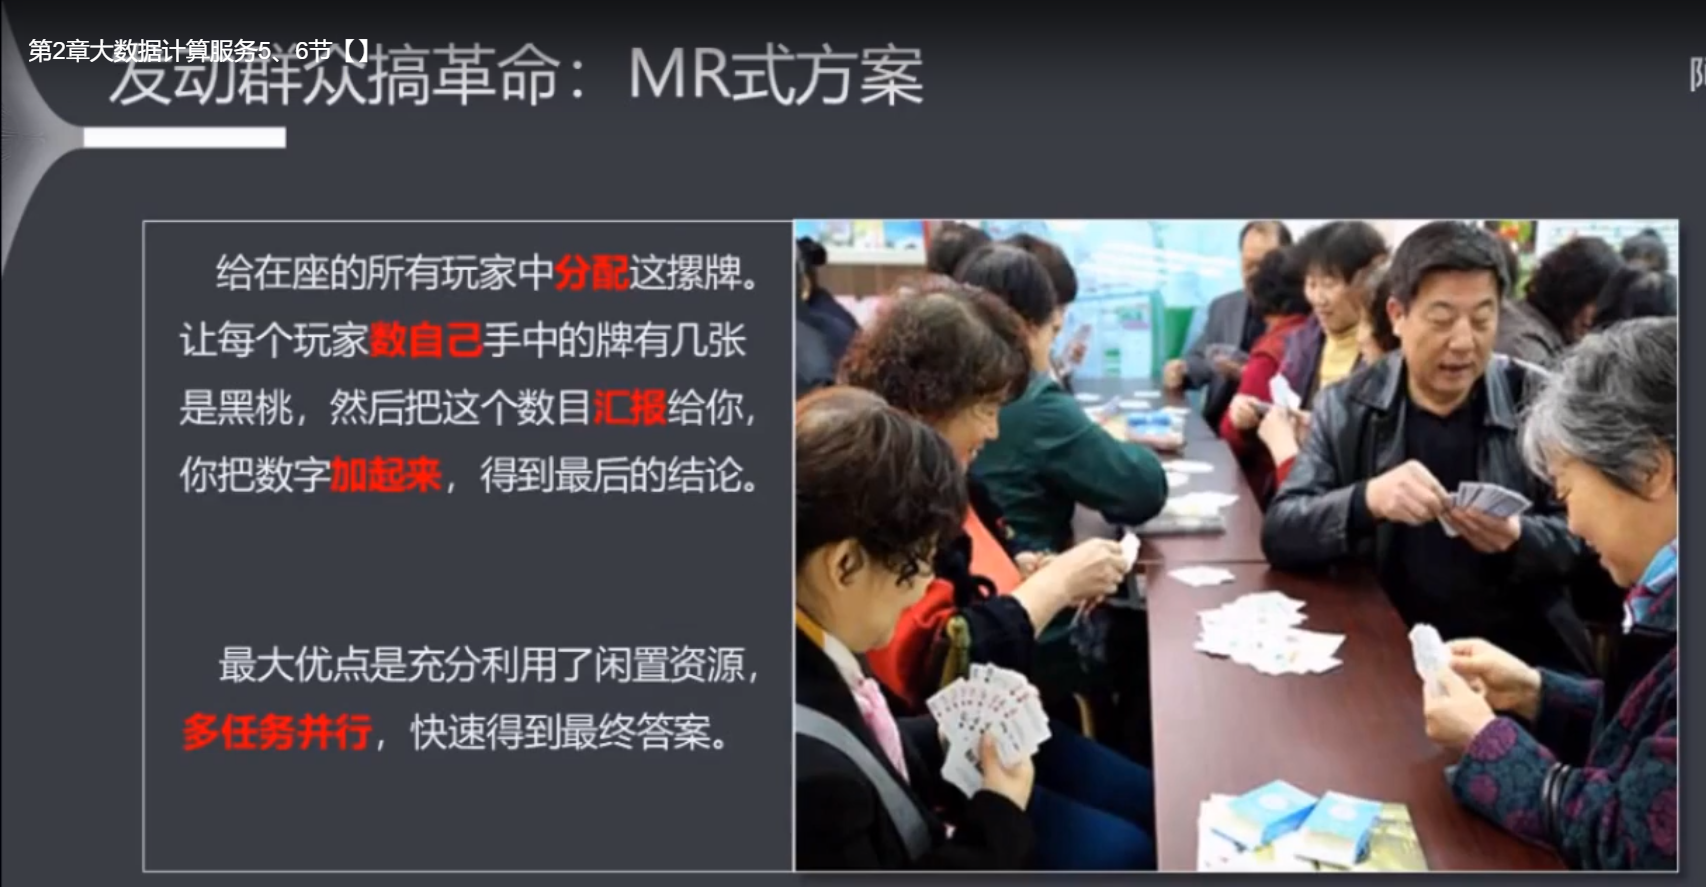 第2章大数据计算服务5、6节【】
发动群众搞革命：MR式方案
给在座的所有玩家中分配这摞牌。
让每个玩家数自己手中的牌有几张
是黑桃，然后把这个数目汇报给你，
你把数字加起来，得到最后的结论。
最大优点是充分利用了闲置资源，
多任务并行，快速得到最终答案。